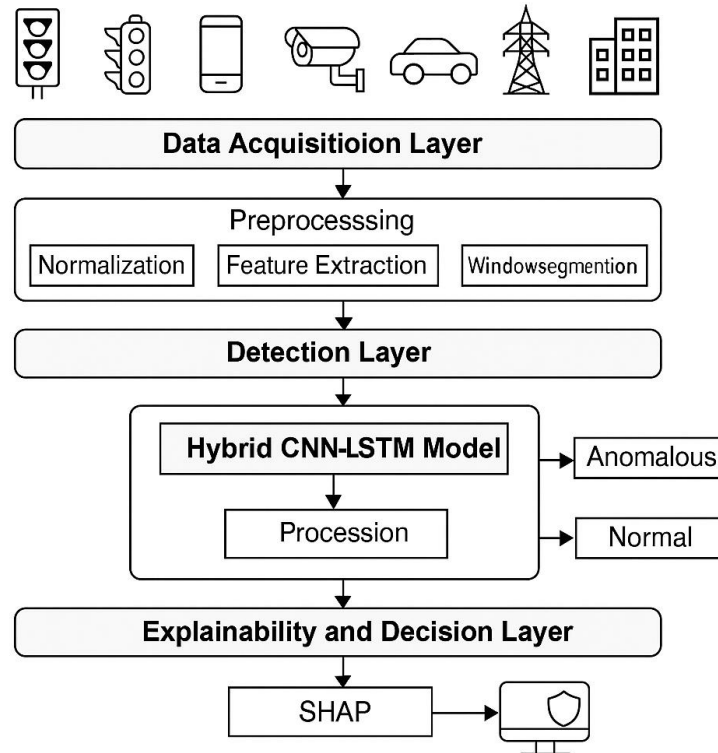 Data Acquisitioion Layer
Preprocesssing
Normalization
Feature Extraction
Windowsegmention
Detection Layer
Hybrid CNN-LSTM Model
Anomalous
Procession
Normal
Explainability and Decision Layer
SHAP